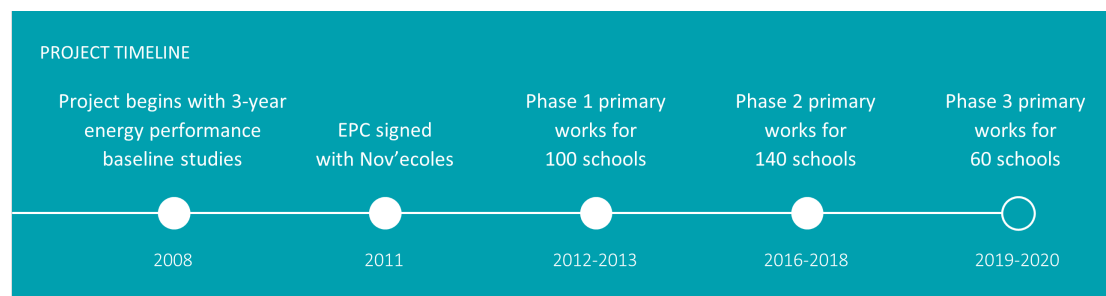 PROJECT TIMELINE
Project begins with 3-year
energy performance
baseline studies
EPC signed
with Nov’ecoles
Phase 1 primary
works for
100 schools
Phase 2 primary
works for
140 schools
Phase 3 primary
works for
60 schools
2008
2011
2012-2013
2016-2018
2019-2020